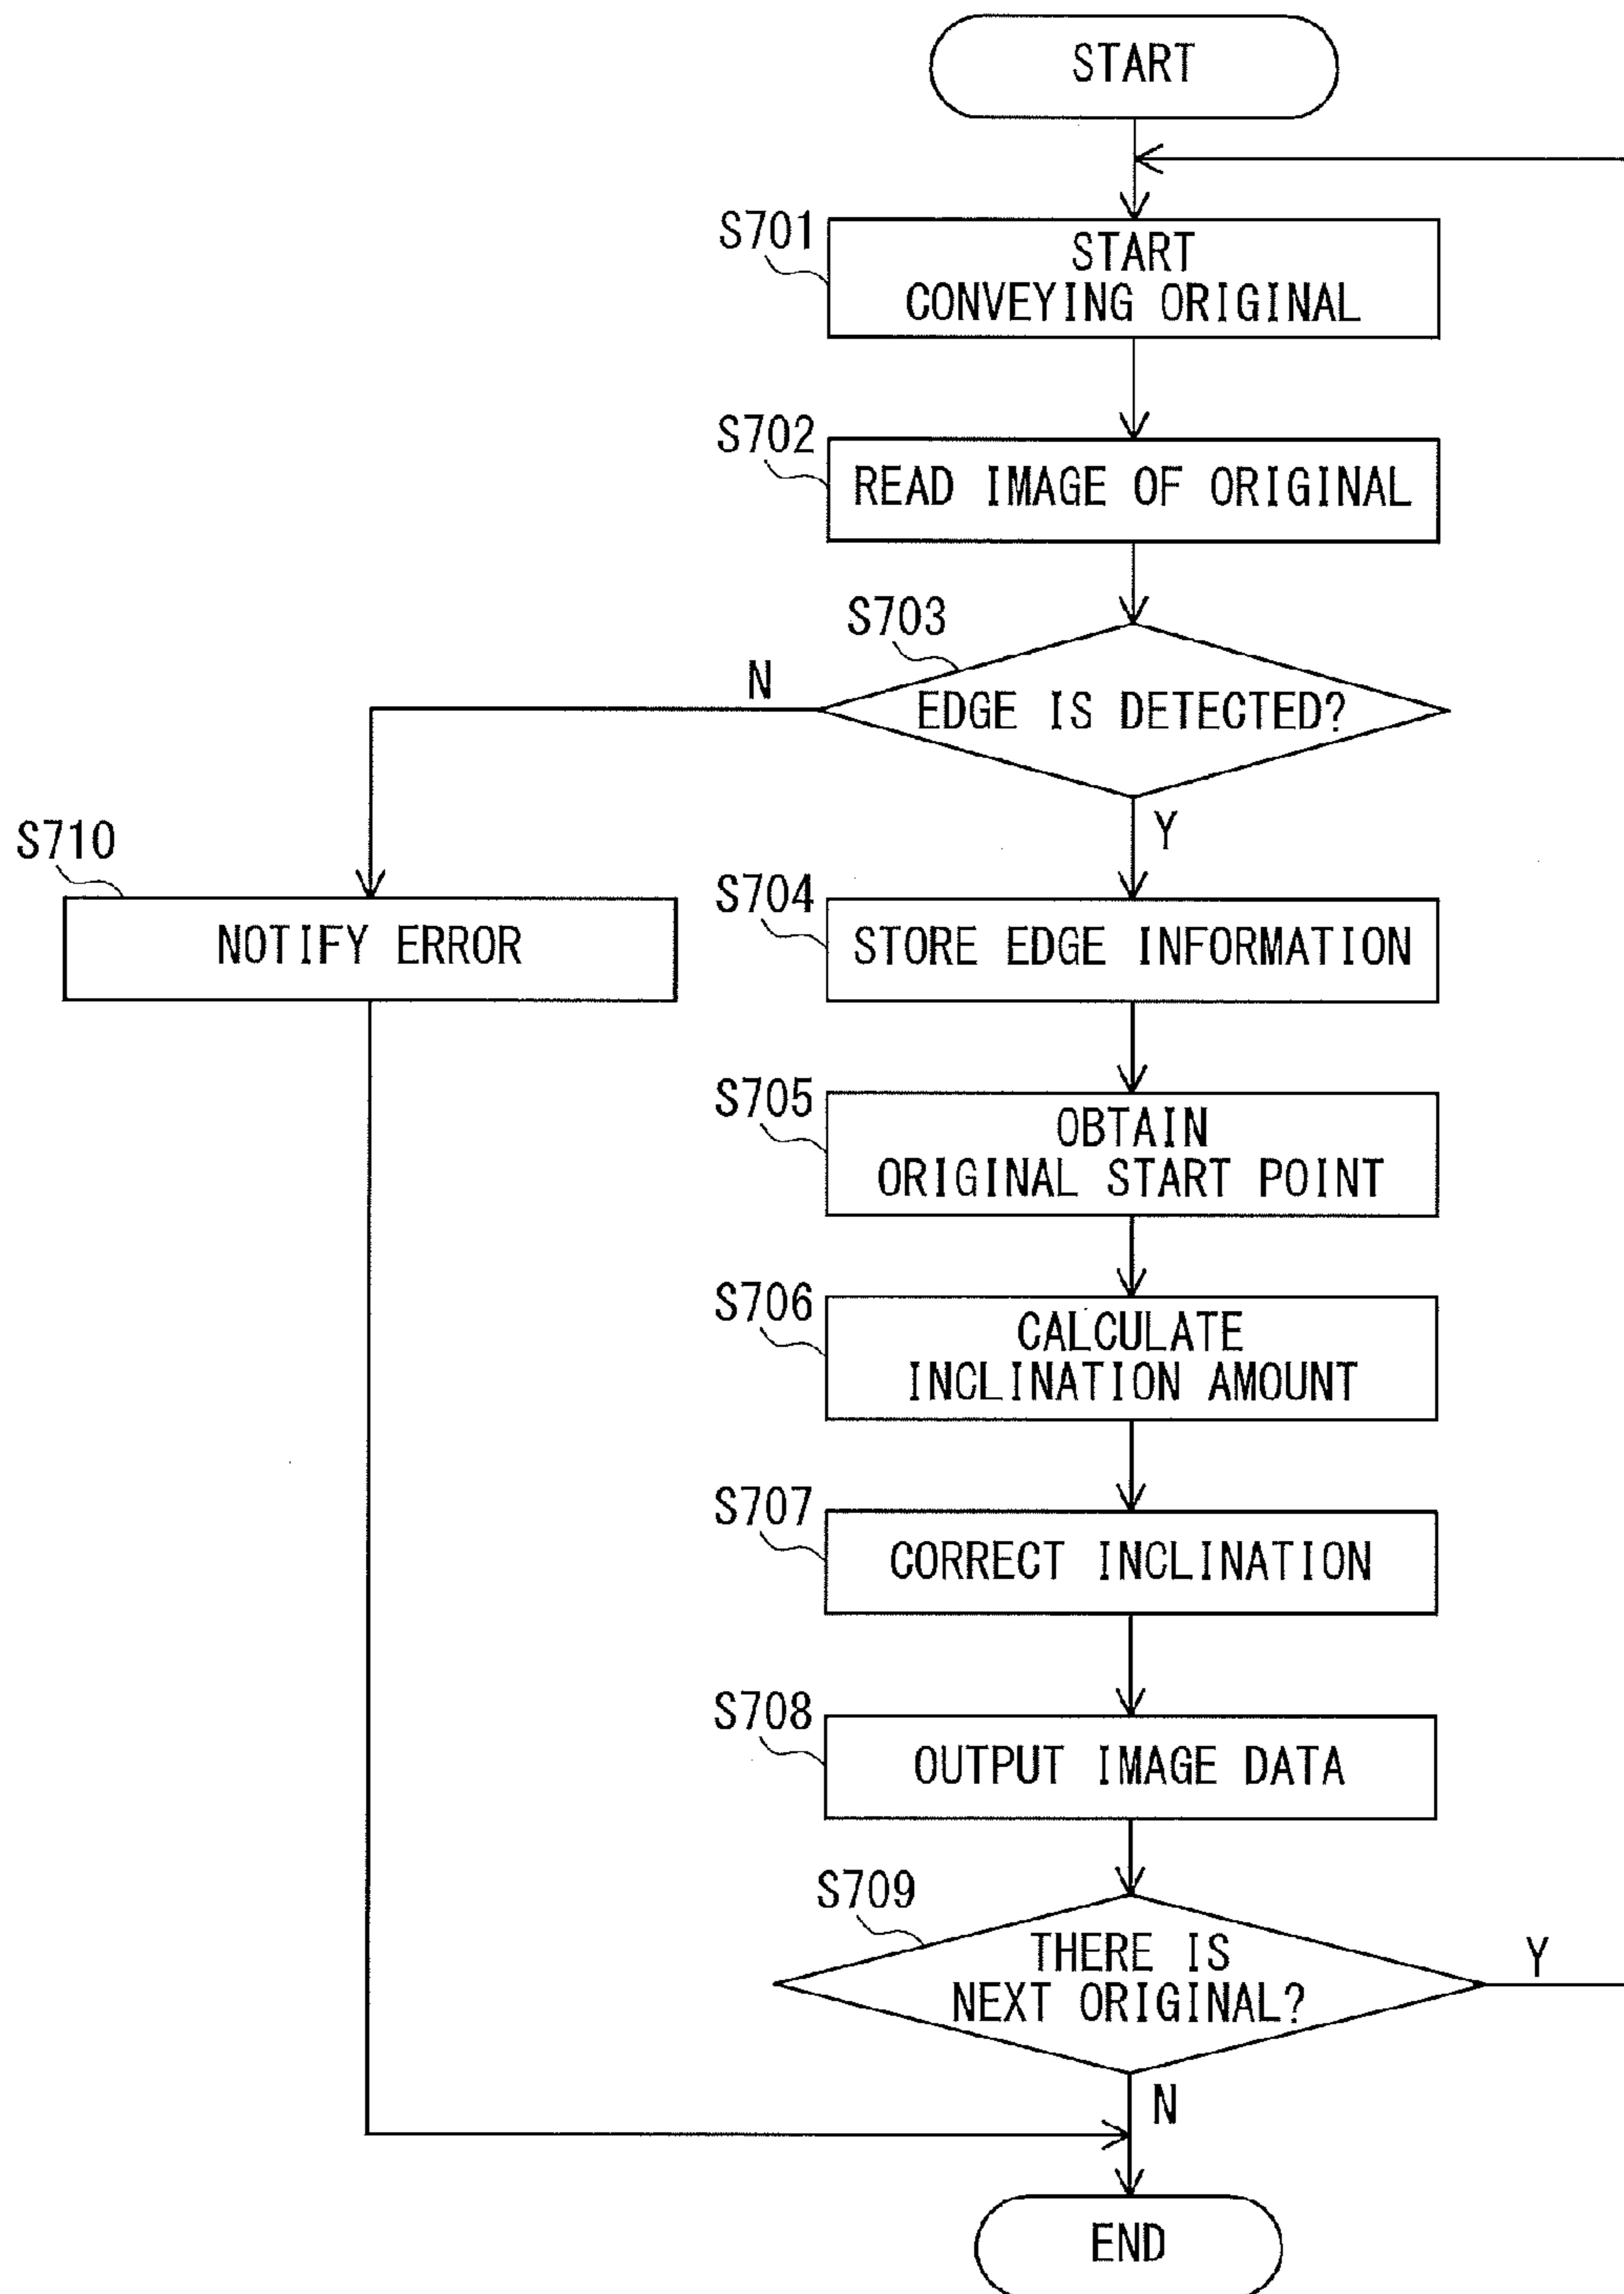 START
S701
START
CONVEYING ORIGINAL
S702
READ IMAGE OF ORIGINAL
S703
N
EDGE IS DETECTED?
Y
S710
NOTIFY ERROR
S704
STORE EDGE INFORMATION
S705
OBTAIN
ORIGINAL START POINT
S706
CALCULATE
INCLINATION AMOUNT
S707
CORRECT INCLINATION
S708
OUTPUT IMAGE DATA
S709
THERE IS
NEXT ORIGINAL?
Y
N
END